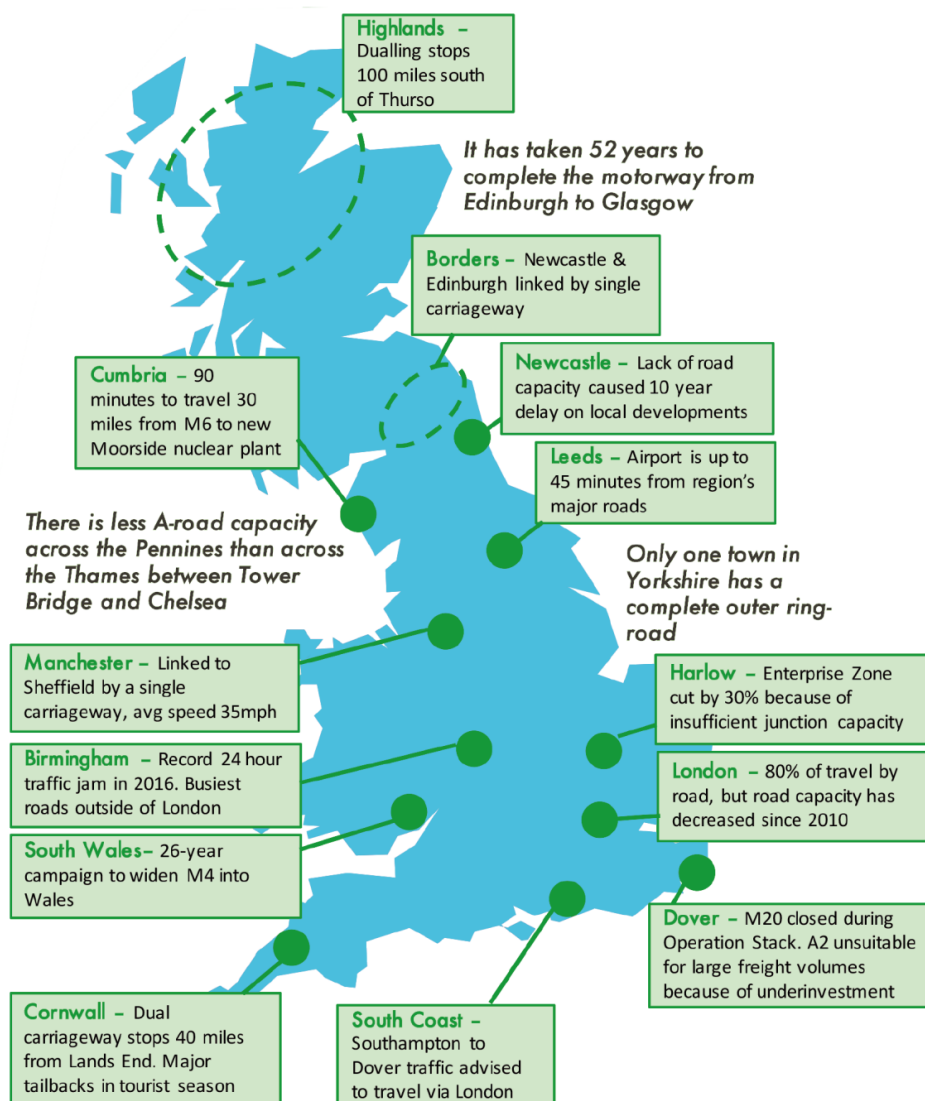 Highlands –
Dualling stops
100 miles south
of Thurso
It has taken 52 years to
complete the motorway from
Edinburgh to Glasgow
Borders – Newcastle &
Edinburgh linked by single
carriageway
Cumbria – 90
minutes to travel 30
miles from M6 to new
Moorside nuclear plant
Newcastle – Lack of road
capacity caused 10 year
delay on local developments
Leeds – Airport is up to
45 minutes from region's
major roads
There is less A-road capacity
across the Pennines than across
the Thames between Tower
Bridge and Chelsea
Only one town in
Yorkshire has a
complete outer ring-
road
Manchester – Linked to
Sheffield by a single
carriageway, avg speed 35mph
Harlow – Enterprise Zone
cut by 30% because of
insufficient junction capacity
Birmingham – Record 24 hour
traffic jam in 2016. Busiest
roads outside of London
London – 80% of travel by
road, but road capacity has
decreased since 2010
South Wales– 26-year
campaign to widen M4 into
Wales
Dover – M20 closed during
Operation Stack. A2 unsuitable
for large freight volumes
because of underinvestment
Cornwall – Dual
carriageway stops 40 miles
from Lands End. Major
tailbacks in tourist season
South Coast –
Southampton to
Dover traffic advised
to travel via London